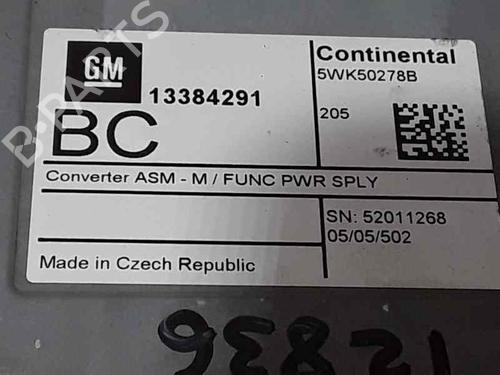 GM
13384291
BC
Continental
5WK50278B
205
Converter ASM - M / FUNC PWR SPLY
SN: 52011268
05/05/502
Made in Czech Republic
B-PARTS